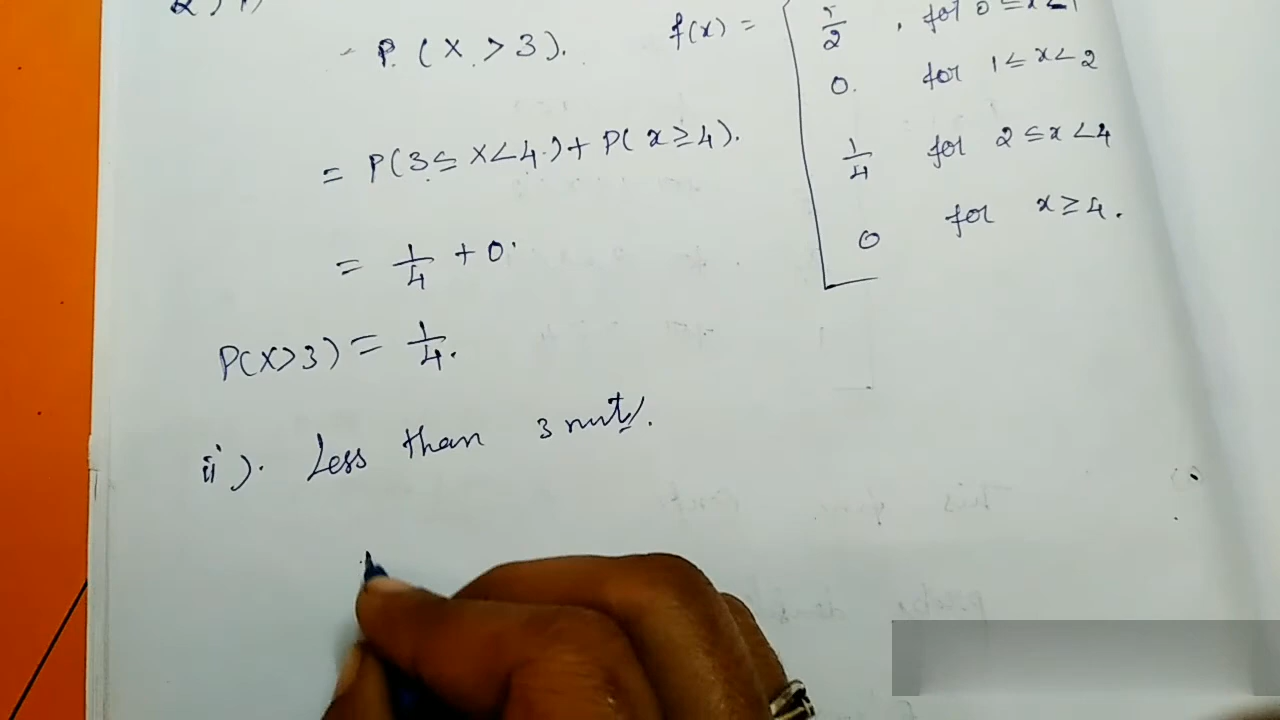 P. (X > 3).
= P(3 ≤ X < 4) + P( x ≥ 4).
= 1/4 + 0.
P(X>3) = 1/4.
f(x) =
/2 , for 0 ≤ x < 1
0. for 1 ≤ x < 2
1/4 for 2 ≤ x < 4
0 for x ≥ 4.
ii). Less than 3